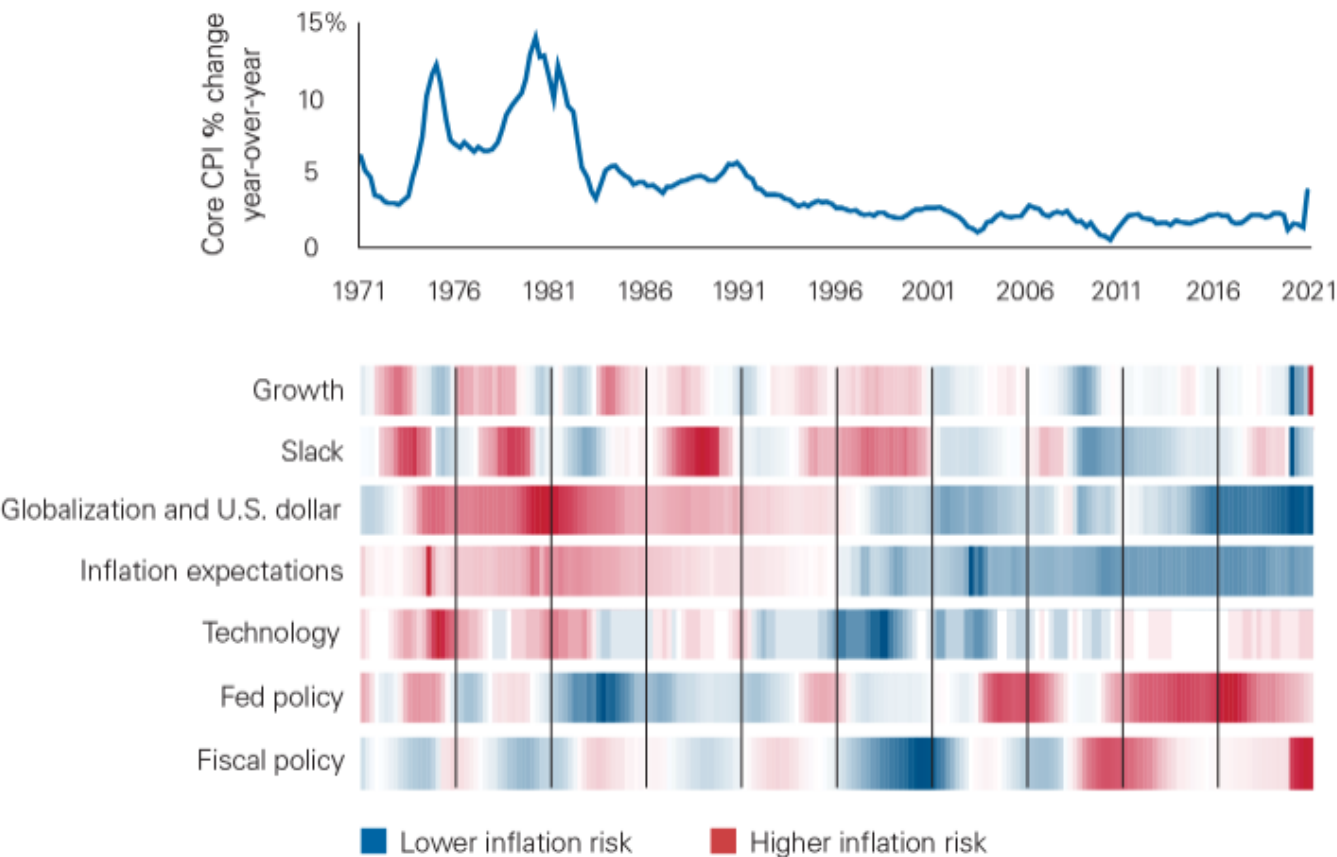 Core CPI % change
year-over-year
15%
10
5
0
1971 1976 1981 1986 1991 1996 2001 2006 2011 2016 2021
Growth
Slack
Globalization and U.S. dollar
Inflation expectations
Technology
Fed policy
Fiscal policy
Lower inflation risk Higher inflation risk